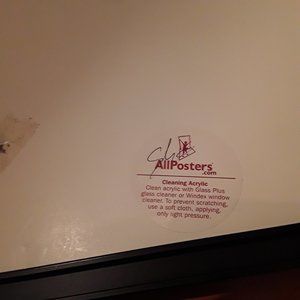 AllPosters
.com
Cleaning Acrylic
Clean acrylic with Glass Plus
glass cleaner or Windex window
cleaner. To prevent scratching,
use a soft cloth, applying,
only light pressure.